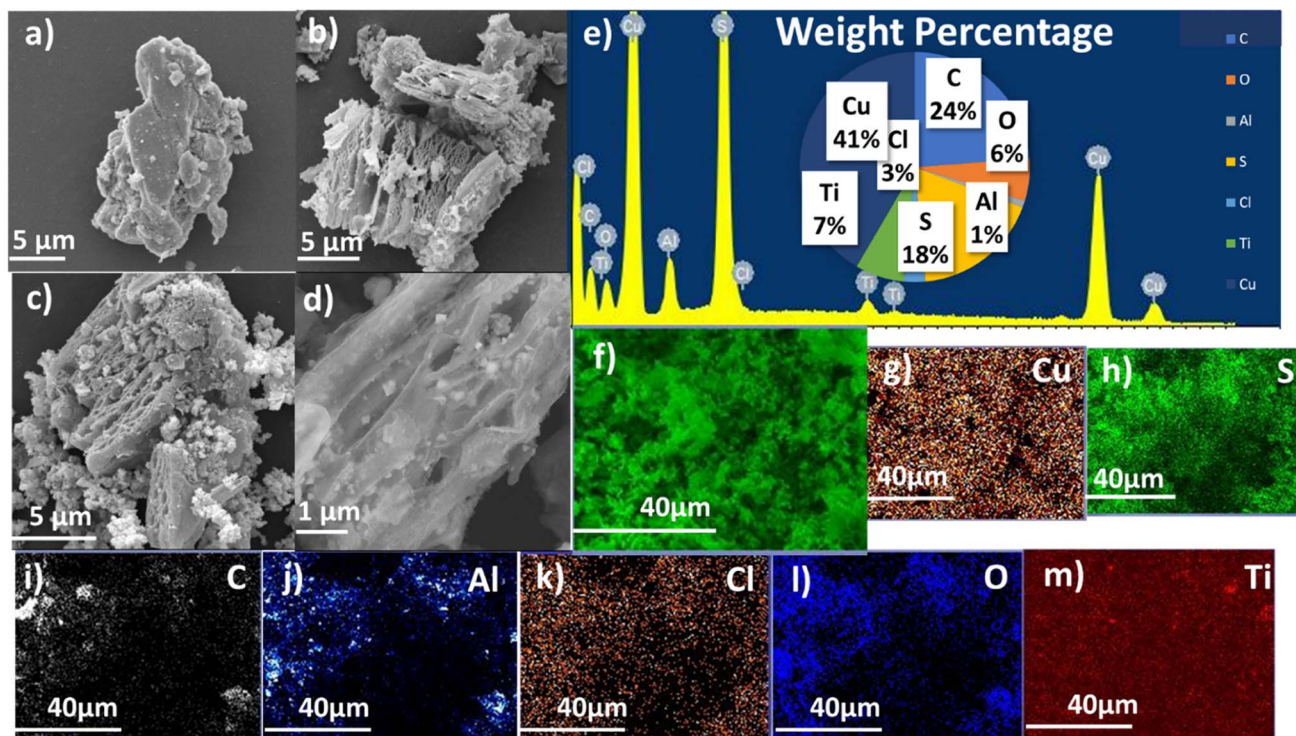 a)
5 µm
b)
5 µm
c)
5 µm
d)
1 µm
e)
Weight Percentage
Cl
C
O
Ti
Cu
Al
S
Cl
Ti
Ti
Cu
Cu
C
24%
O
6%
Al
1%
S
18%
Cl
3%
Ti
7%
Cu
41%
C
O
Al
S
Cl
Ti
Cu
f)
40µm
g)
Cu
40µm
h)
S
40µm
i)
C
40µm
j)
Al
40µm
k)
Cl
40µm
l)
O
40µm
m)
Ti
40µm